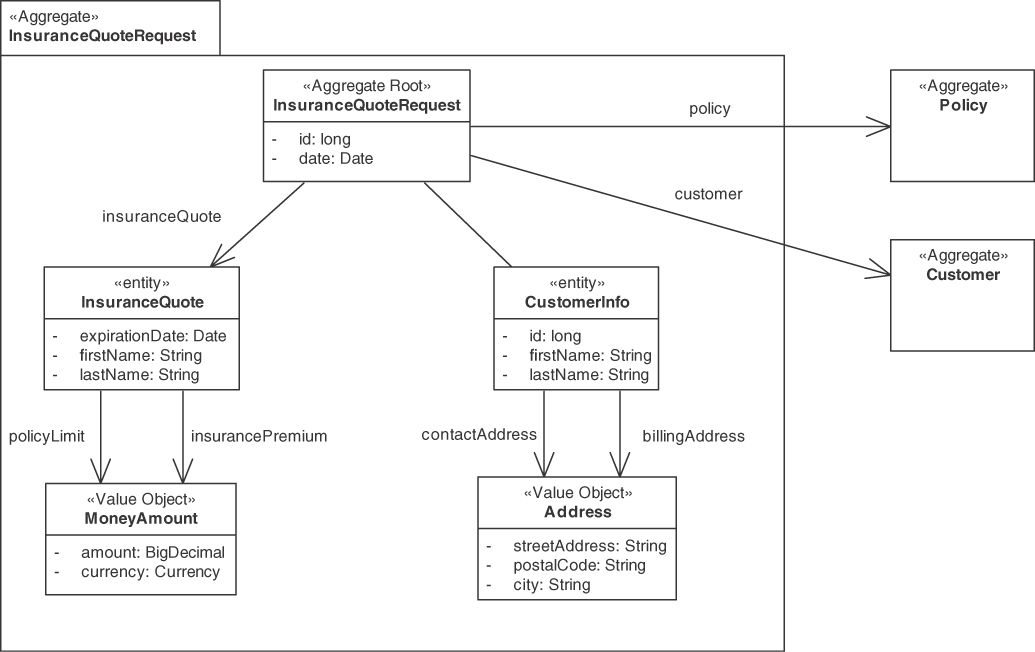 «Aggregate»
InsuranceQuoteRequest
«Aggregate Root»
InsuranceQuoteRequest
- id: long
- date: Date
policy
«Aggregate»
Policy
customer
«Aggregate»
Customer
insuranceQuote
«entity»
InsuranceQuote
- expirationDate: Date
- firstName: String
- lastName: String
«entity»
CustomerInfo
- id: long
- firstName: String
- lastName: String
policyLimit
insurancePremium
contactAddress
billingAddress
«Value Object»
MoneyAmount
- amount: BigDecimal
- currency: Currency
«Value Object»
Address
- streetAddress: String
- postalCode: String
- city: String